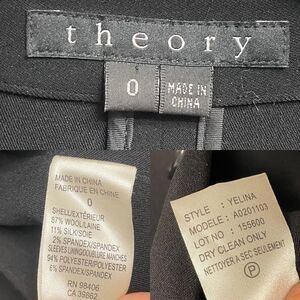 theory
0
MADE IN
CHINA
MADE IN CHINA
FABRIQUE EN CHINE
0
SHELL/EXTÉRIEUR
87% WOOL/LAINE
11% SILK/SOIE
2% SPANDEX/SPANDEX
SLEEVES LINING/DOUBLURE MANCHES
94% POLYESTER/POLYESTER
6% SPANDEX/SPANDEX
RN 98406
CA 39862
STYLE : YELINA
MODELE : A0201103
LOT NO : 155600
DRY CLEAN ONLY
NETTOYER A SEC SEULEMENT
P